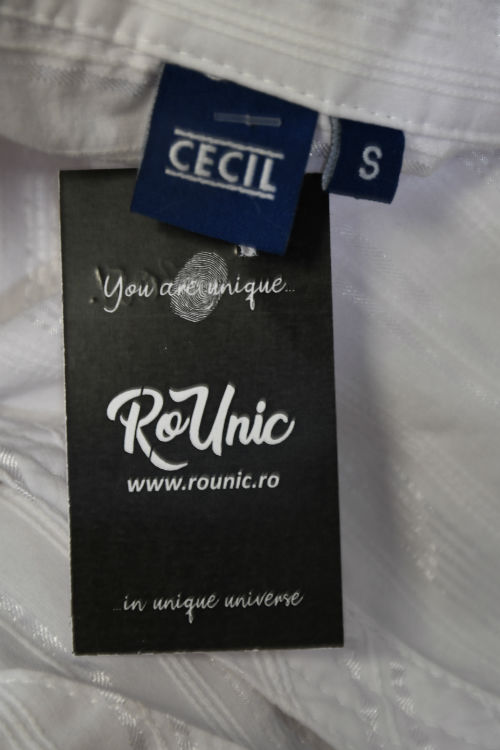 CECIL
S
You are unique...
RoUnic
www.rounic.ro
...in unique universe